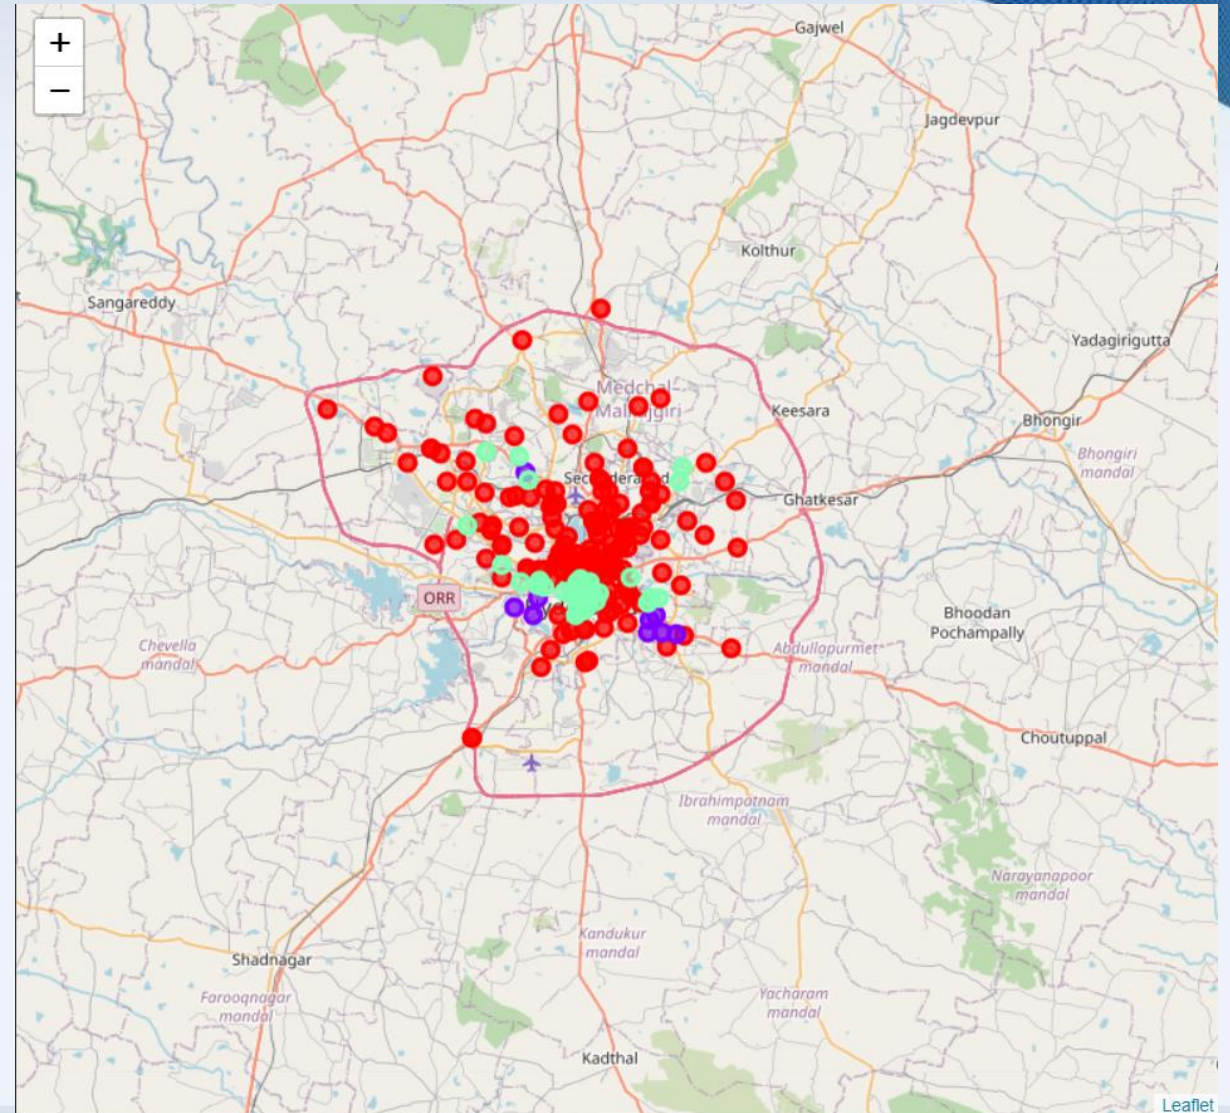 +
−
Gajwel
Jagdevpur
Kolthur
Sangareddy
Yadagirigutta
Medchal-
Malkajgiri
Keesara
Bhongir
Bhongiri
mandal
Ghatkesar
ORR
Bhoodan
Pochampally
Chevella
mandal
Abdullapurmet
mandal
Choutuppal
Ibrahimpatnam
mandal
Narayanapoor
mandal
Kandukur
mandal
Shadnagar
Farooqnagar
mandal
Yacharam
mandal
Kadthal
Leaflet